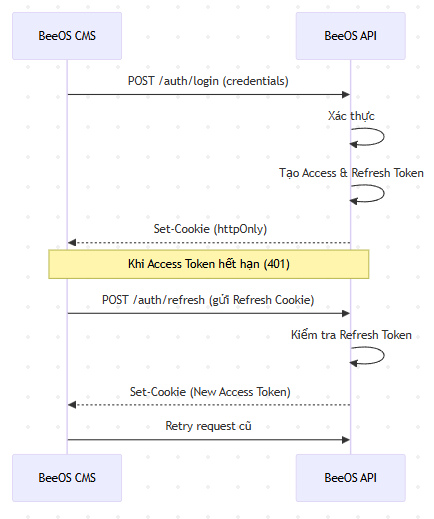 BeeOS CMS
BeeOS API
POST /auth/login (credentials)
Xác thực
Tạo Access & Refresh Token
Set-Cookie (httpOnly)
Khi Access Token hết hạn (401)
POST /auth/refresh (gửi Refresh Cookie)
Kiểm tra Refresh Token
Set-Cookie (New Access Token)
Retry request cũ
BeeOS CMS
BeeOS API